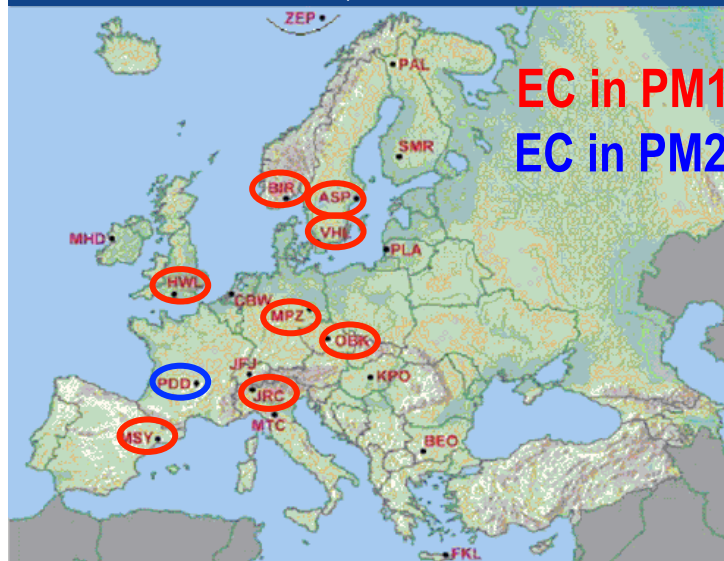 ZEP
PAL
EC in PM1
EC in PM2
SMR
BIR
ASP
VHL
MHD
PLA
HWL
CBW
MPZ
OBK
JFJ
PDD
KPO
JRC
MTC
MSY
BEO
FKL